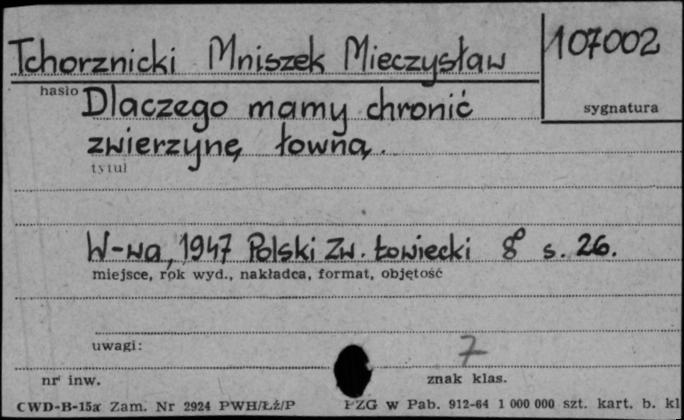 Tchorznicki Mniszek Mieczysław 107002
hasło Dlaczego mamy chronić sygnatura
zwierzynę łowną.
tytuł
W-wa, 1947 Polski Zw. Łowiecki 8° s. 26.
miejsce, rok wyd., nakładca, format, objętość
uwagi: 7
nr inw. znak klas.
CWD-B-15a Zam. Nr 2924 PWH/Łź/P PZG w Pab. 912-64 1 000 000 szt. kart. b. kl